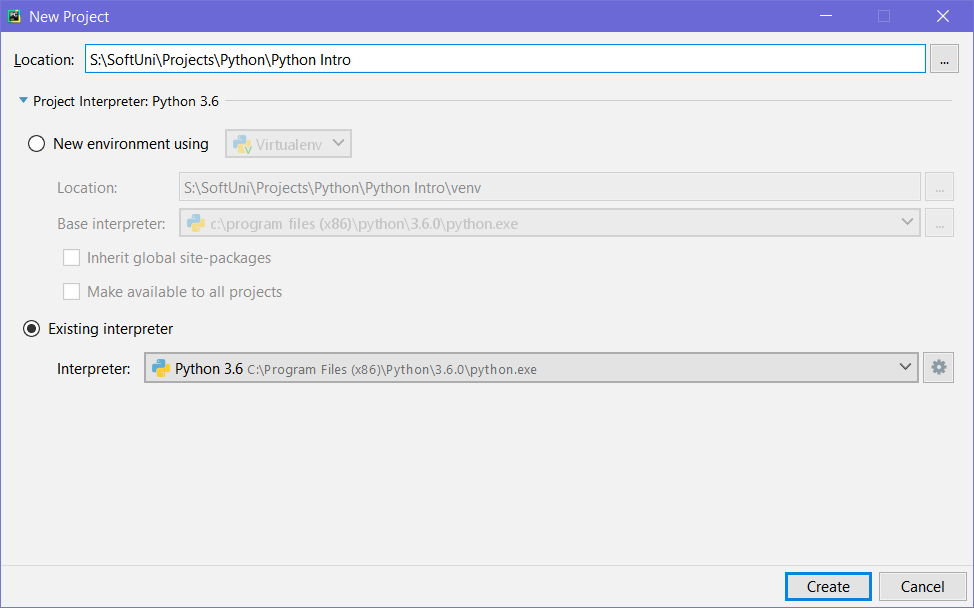 New Project
Location: S:\SoftUni\Projects\Python\Python Intro ...
Project Interpreter: Python 3.6
New environment using Virtualenv
Location: S:\SoftUni\Projects\Python\Python Intro\venv ...
Base interpreter: c:\program files (x86)\python\3.6.0\python.exe ...
Inherit global site-packages
Make available to all projects
Existing interpreter
Interpreter: Python 3.6 C:\Program Files (x86)\Python\3.6.0\python.exe
Create Cancel